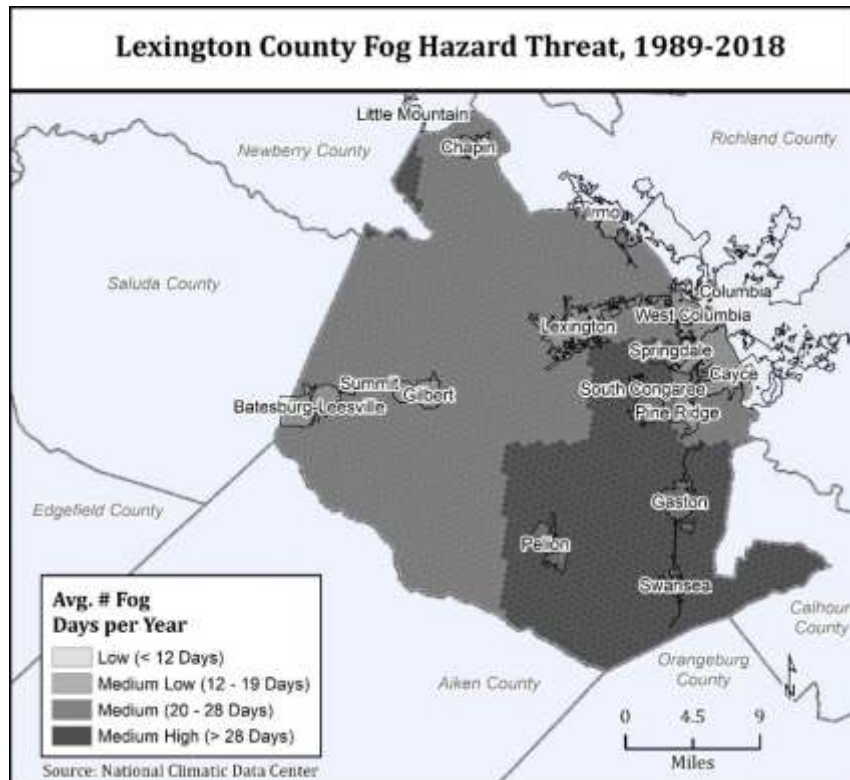 Lexington County Fog Hazard Threat, 1989-2018
Little Mountain
Chapin
Newberry County
Richland County
Irmo
Saluda County
Columbia
West Columbia
Lexington
Springdale
Cayce
Summit
Gilbert
South Congaree
Batesburg-Leesville
Pine Ridge
Edgefield County
Gaston
Pelion
Swansea
Calhoun
County
Orangeburg
County
Aiken County
N
Avg. # Fog
Days per Year
Low (< 12 Days)
Medium Low (12 - 19 Days)
Medium (20 - 28 Days)
Medium High (> 28 Days)
0 4.5 9
Miles
Source: National Climatic Data Center